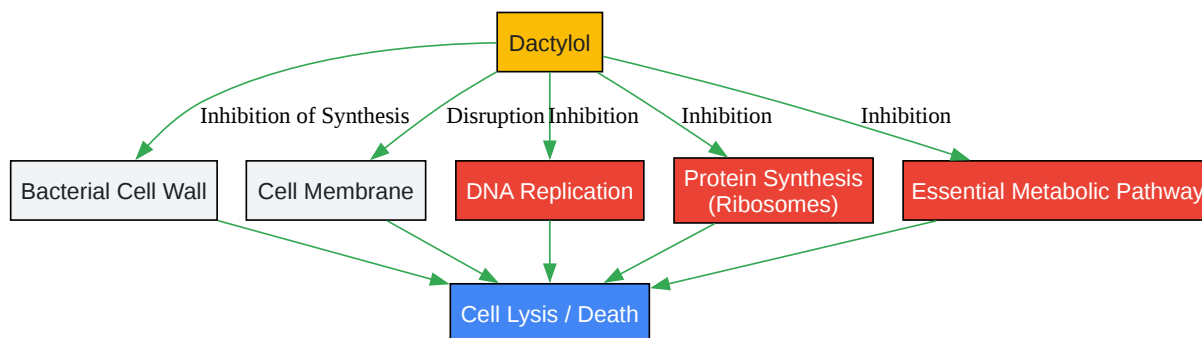 Dactylol
Inhibition of Synthesis
Disruption
Inhibition
Inhibition
Inhibition
Bacterial Cell Wall
Cell Membrane
DNA Replication
Protein Synthesis
(Ribosomes)
Essential Metabolic Pathway
Cell Lysis / Death